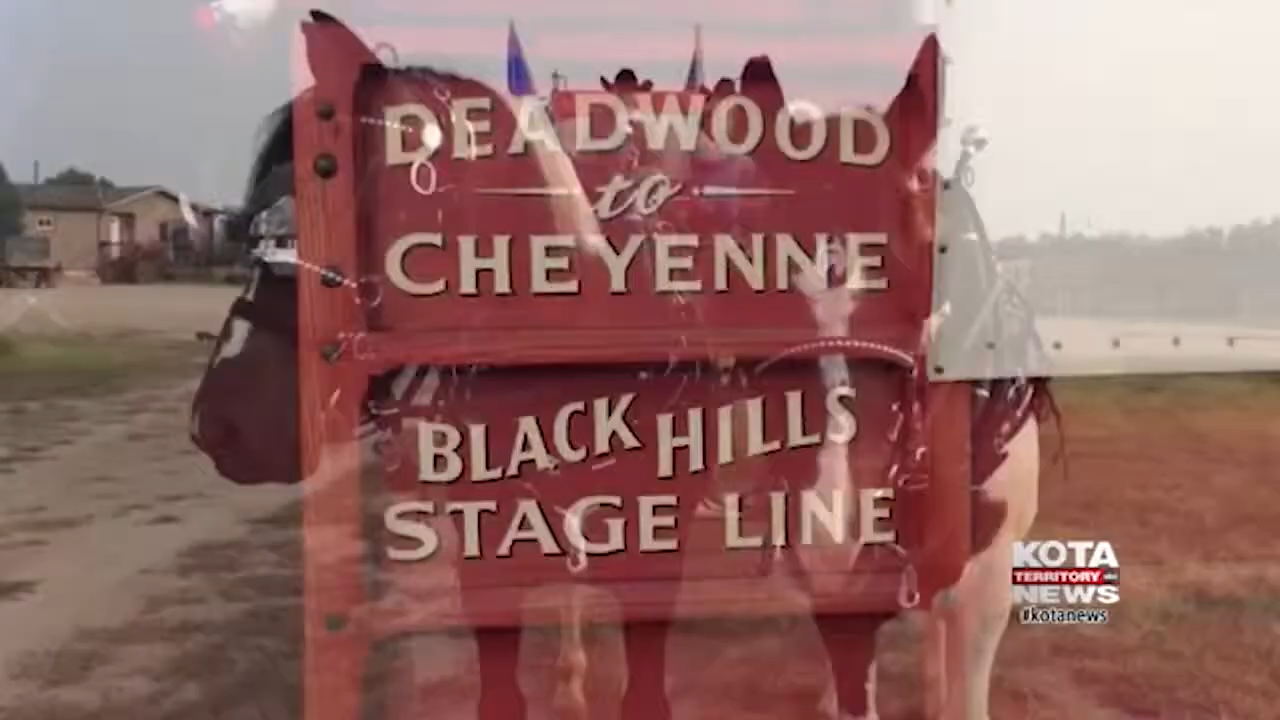 DEADWOOD
to
CHEYENNE
BLACK HILLS
STAGE LINE
KOTA
TERRITORY
NEWS
#kotanews